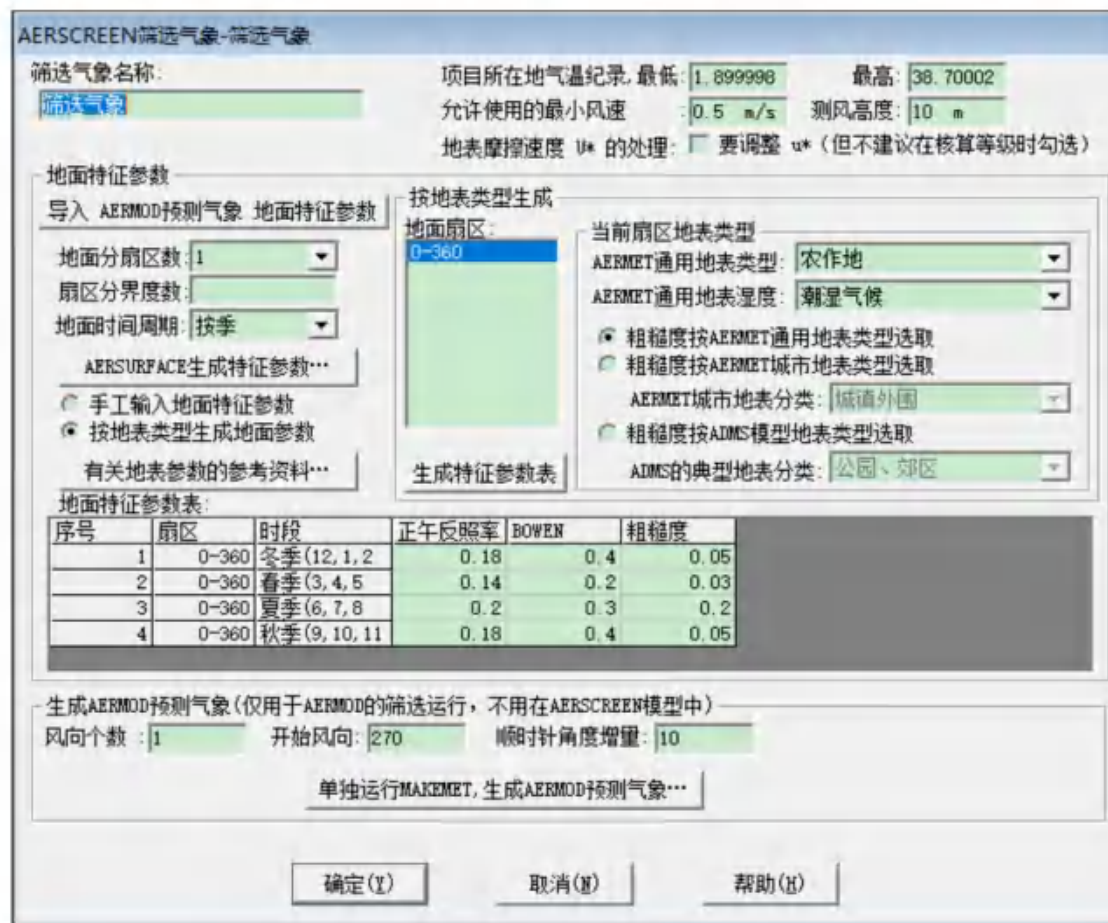 AERSCREEN筛选气象-筛选气象
筛选气象名称:
筛选气象
项目所在地气温纪录,最低: 1.899998 最高: 38.70002
允许使用的最小风速 : 0.5 m/s 测风高度: 10 m
地表摩擦速度 U* 的处理: 要调整 u*(但不建议在核算等级时勾选)
地面特征参数
导入 AERMOD预测气象 地面特征参数
地面分扇区数: 1
扇区分界度数:
地面时间周期: 按季
AERSURFACE生成特征参数…
手工输入地面特征参数
按地表类型生成地面参数
有关地表参数的参考资料…
按地表类型生成
地面扇区:
0-360
生成特征参数表
当前扇区地表类型
AERMET通用地表类型: 农作地
AERMET通用地表湿度: 潮湿气候
粗糙度按AERMET通用地表类型选取
粗糙度按AERMET城市地表类型选取
AERMET城市地表分类: 城镇外围
粗糙度按ADMS模型地表类型选取
ADMS的典型地表分类: 公园、郊区
地面特征参数表:
序号 扇区 时段 正午反照率 BOWEN 粗糙度
1 0-360 冬季(12,1,2 0.18 0.4 0.05
2 0-360 春季(3,4,5 0.14 0.2 0.03
3 0-360 夏季(6,7,8 0.2 0.3 0.2
4 0-360 秋季(9,10,11 0.18 0.4 0.05
生成AERMOD预测气象(仅用于AERMOD的筛选运行，不用在AERSCREEN模型中)
风向个数 : 1 开始风向: 270 顺时针角度增量: 10
单独运行MAKEMET,生成AERMOD预测气象…
确定(Y) 取消(N) 帮助(H)